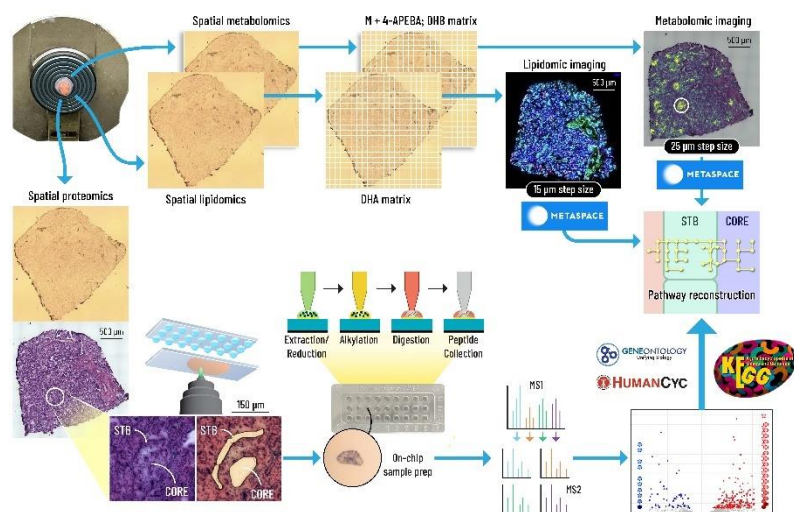 Spatial metabolomics
M + 4-APEBA; DHB matrix
Metabolomic imaging
500 µm
Lipidomic imaging
500 µm
25 µm step size
METASPACE
15 µm step size
METASPACE
Spatial proteomics
Spatial lipidomics
DHA matrix
STB
CORE
Pathway reconstruction
500 µm
Extraction/
Reduction
Alkylation
Digestion
Peptide
Collection
GENEONTOLOGY
Unifying Biology
HUMANCYC
KEGG
150 µm
STB
CORE
STB
CORE
On-chip
sample prep
MS1
MS2